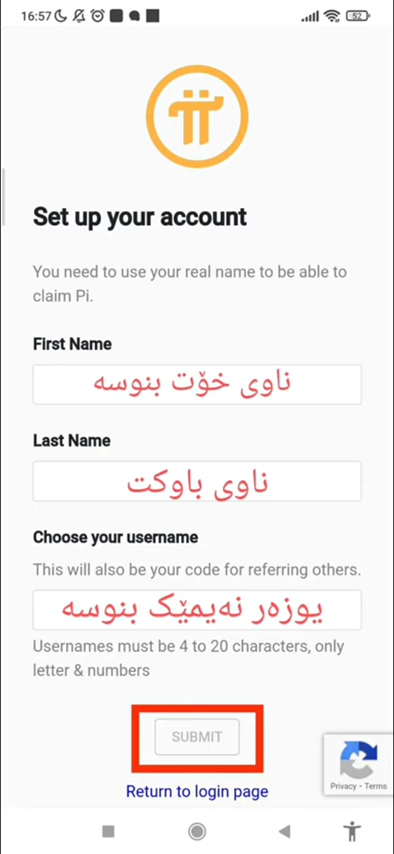 16:57
52
Set up your account
You need to use your real name to be able to
claim Pi.
First Name
ناوی خۆت بنوسە
Last Name
ناوی باوکت
Choose your username
This will also be your code for referring others.
یوزەر نەیمێک بنوسە
Usernames must be 4 to 20 characters, only
letter & numbers
SUBMIT
Privacy - Terms
Return to login page